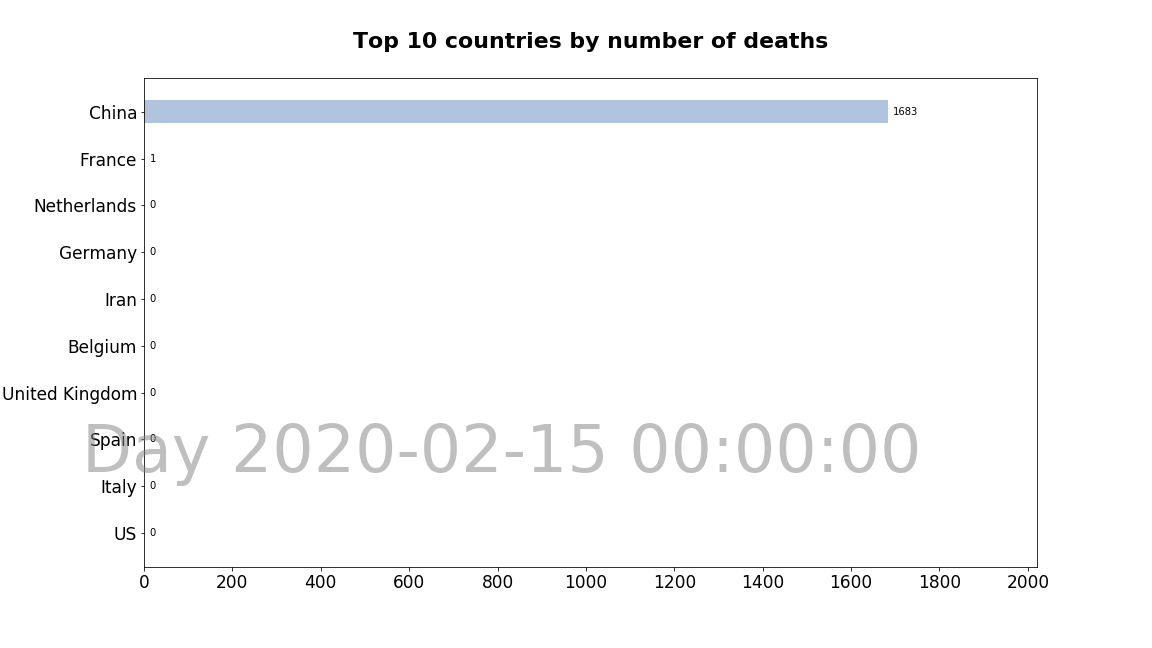 Top 10 countries by number of deaths
China 1683
France 1
Netherlands 0
Germany 0
Iran 0
Belgium 0
United Kingdom 0
Spain 0
Day 2020-02-15 00:00:00
Italy 0
US 0
0 200 400 600 800 1000 1200 1400 1600 1800 2000